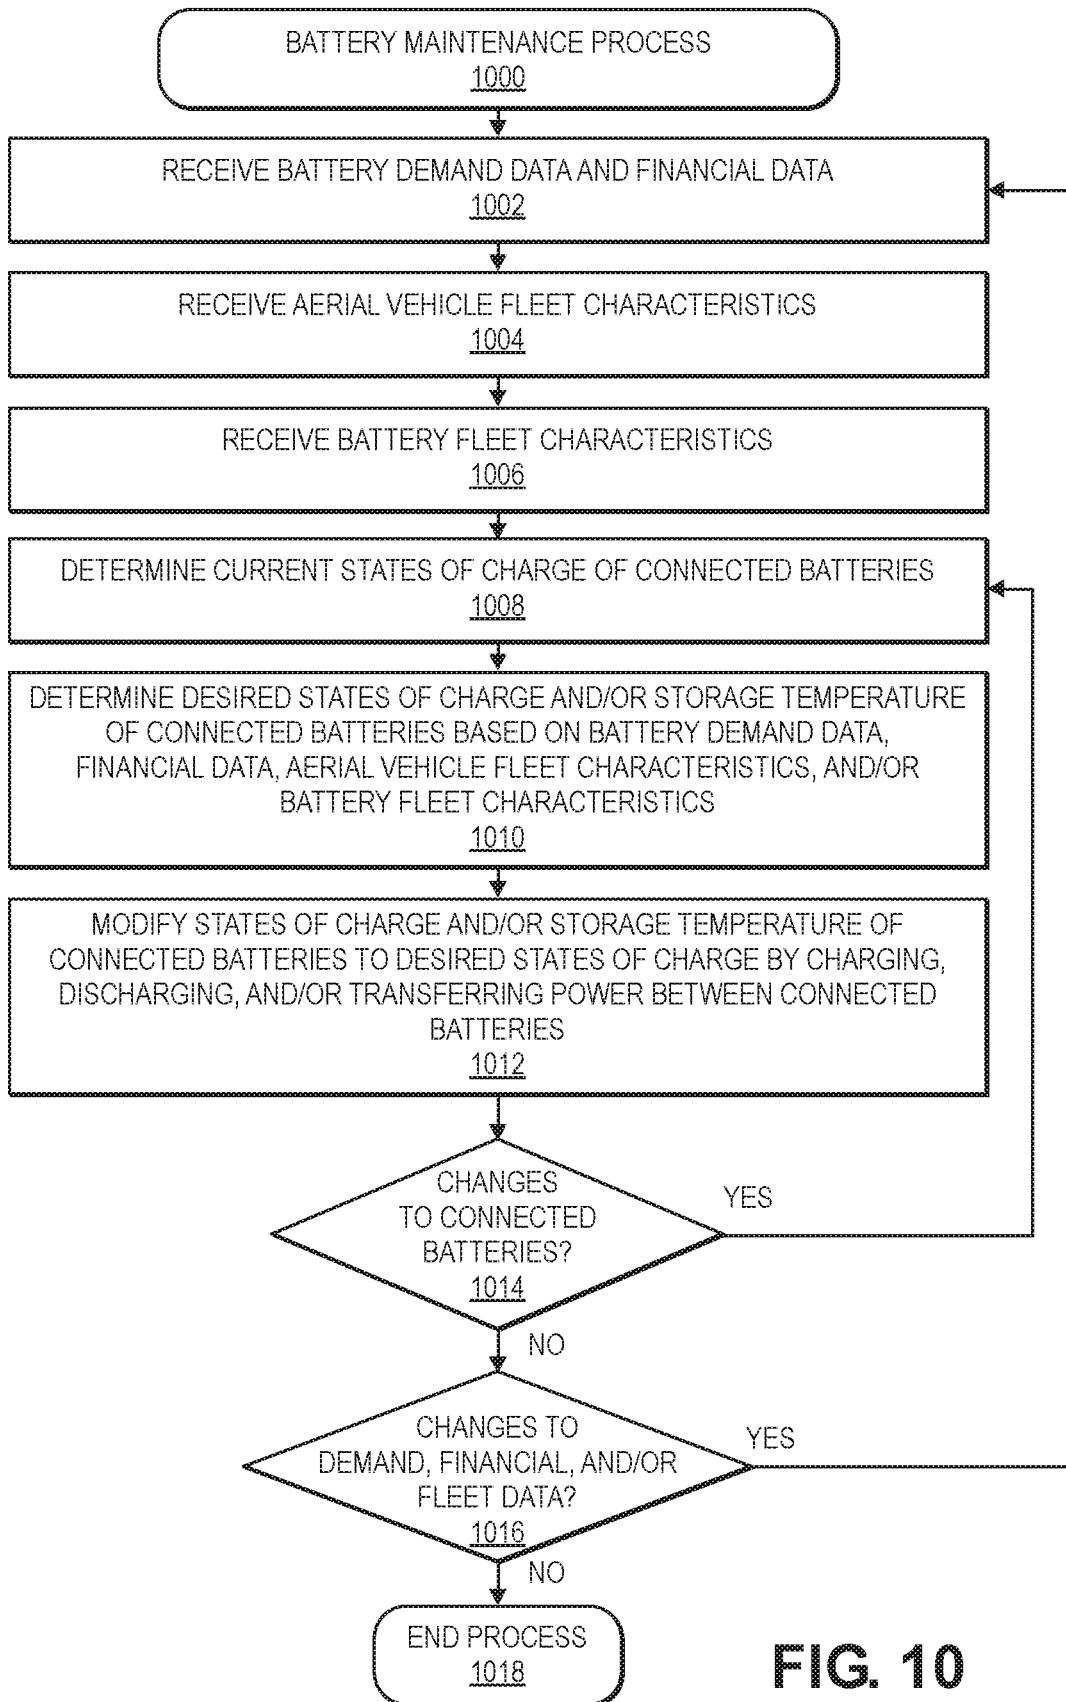 BATTERY MAINTENANCE PROCESS
1000
RECEIVE BATTERY DEMAND DATA AND FINANCIAL DATA
1002
RECEIVE AERIAL VEHICLE FLEET CHARACTERISTICS
1004
RECEIVE BATTERY FLEET CHARACTERISTICS
1006
DETERMINE CURRENT STATES OF CHARGE OF CONNECTED BATTERIES
1008
DETERMINE DESIRED STATES OF CHARGE AND/OR STORAGE TEMPERATURE
OF CONNECTED BATTERIES BASED ON BATTERY DEMAND DATA,
FINANCIAL DATA, AERIAL VEHICLE FLEET CHARACTERISTICS, AND/OR
BATTERY FLEET CHARACTERISTICS
1010
MODIFY STATES OF CHARGE AND/OR STORAGE TEMPERATURE OF
CONNECTED BATTERIES TO DESIRED STATES OF CHARGE BY CHARGING,
DISCHARGING, AND/OR TRANSFERRING POWER BETWEEN CONNECTED
BATTERIES
1012
CHANGES
TO CONNECTED
BATTERIES?
1014
YES
NO
CHANGES TO
DEMAND, FINANCIAL, AND/OR
FLEET DATA?
1016
YES
NO
END PROCESS
1018
FIG. 10